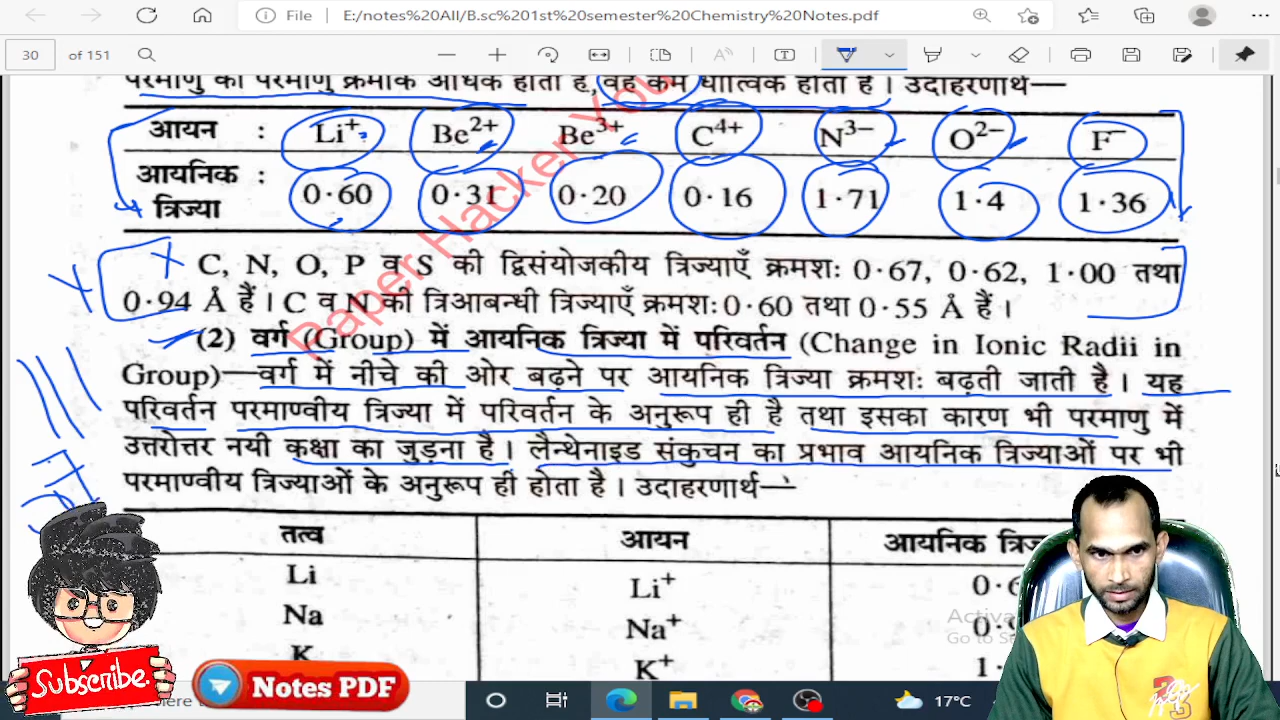 File E:/notes%20All/B.sc%201st%20semester%20Chemistry%20Notes.pdf
30 of 151
परमाणु का परमाणु क्रमांक अधिक होता है, वह कम धात्विक होता है। उदाहरणार्थ—
आयन : Li⁺ Be²⁺ Be³⁺ C⁴⁺ N³⁻ O²⁻ F⁻
आयनिक : 0·60 0·31 0·20 0·16 1·71 1·4 1·36
त्रिज्या
C, N, O, P व S की द्विसंयोजकीय त्रिज्याएँ क्रमशः 0·67, 0·62, 1·00 तथा
0·94 Å हैं। C व N की त्रिआबन्धी त्रिज्याएँ क्रमशः 0·60 तथा 0·55 Å हैं।
(2) वर्ग (Group) में आयनिक त्रिज्या में परिवर्तन (Change in Ionic Radii in
Group)—वर्ग में नीचे की ओर बढ़ने पर आयनिक त्रिज्या क्रमशः बढ़ती जाती है। यह
परिवर्तन परमाण्वीय त्रिज्या में परिवर्तन के अनुरूप ही है तथा इसका कारण भी परमाणु में
उत्तरोत्तर नयी कक्षा का जुड़ना है। लैन्थेनाइड संकुचन का प्रभाव आयनिक त्रिज्याओं पर भी
परमाण्वीय त्रिज्याओं के अनुरूप ही होता है। उदाहरणार्थ—
तत्व आयन आयनिक
Li Li⁺
Na Na⁺
K K⁺
Paper Hacker You
Subscribe.
Notes PDF
17°C